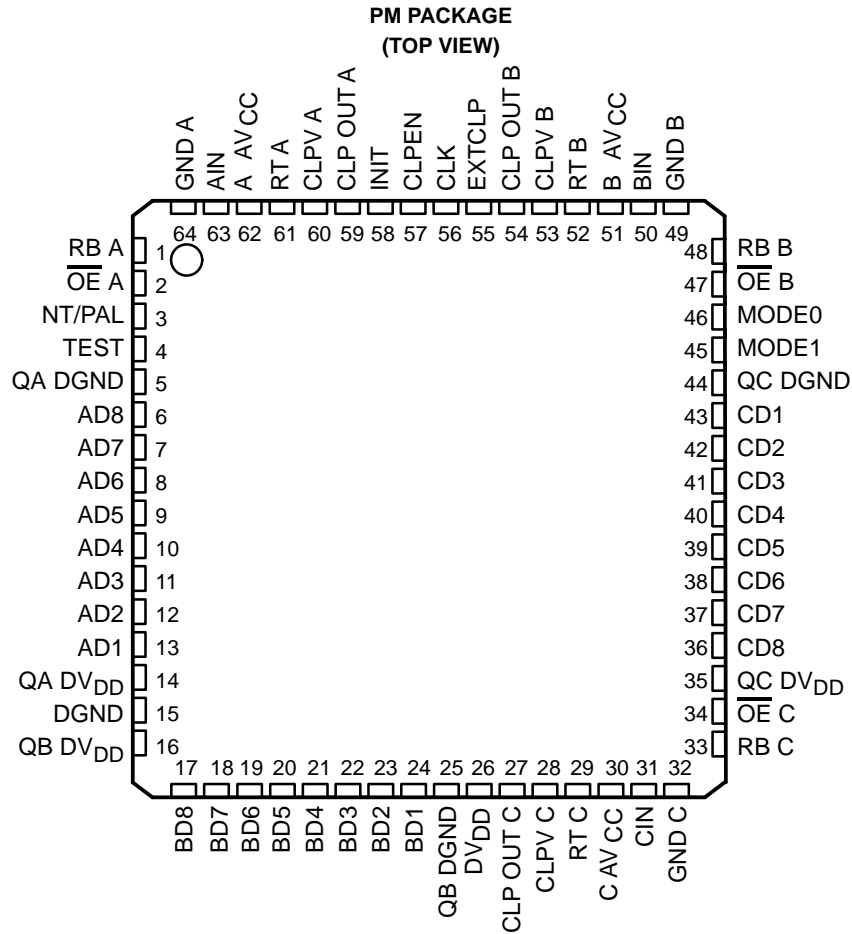 PM PACKAGE
(TOP VIEW)
GND A
AIN
A AVCC
RT A
CLPV A
CLP OUT A
INIT
CLPEN
CLK
EXTCLP
CLP OUT B
CLPV B
RT B
B AVCC
BIN
GND B
64 63 62 61 60 59 58 57 56 55 54 53 52 51 50 49
RB A 1
OE A 2
NT/PAL 3
TEST 4
QA DGND 5
AD8 6
AD7 7
AD6 8
AD5 9
AD4 10
AD3 11
AD2 12
AD1 13
QA DVDD 14
DGND 15
QB DVDD 16
48 RB B
47 OE B
46 MODE0
45 MODE1
44 QC DGND
43 CD1
42 CD2
41 CD3
40 CD4
39 CD5
38 CD6
37 CD7
36 CD8
35 QC DVDD
34 OE C
33 RB C
17 18 19 20 21 22 23 24 25 26 27 28 29 30 31 32
BD8
BD7
BD6
BD5
BD4
BD3
BD2
BD1
QB DGND
DVDD
CLP OUT C
CLPV C
RT C
C AVCC
CIN
GND C